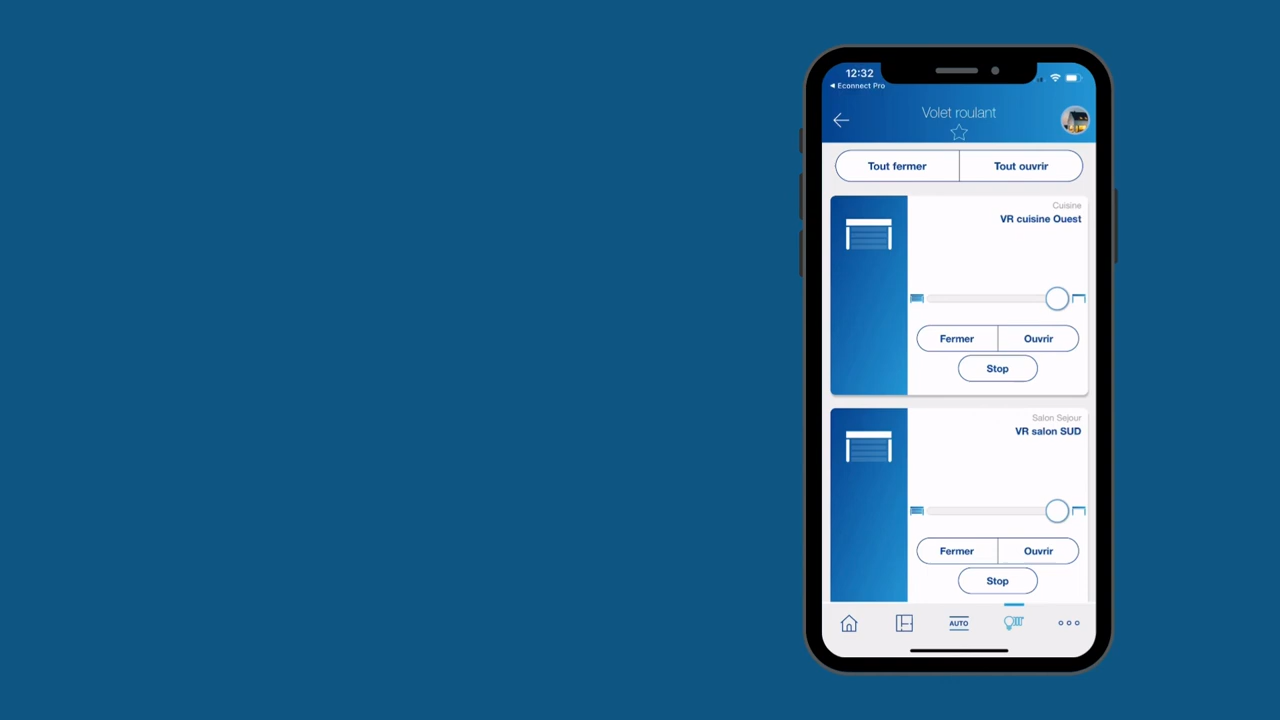 12:32
◀ Econnect Pro
Volet roulant
Tout fermer
Tout ouvrir
Cuisine
VR cuisine Ouest
Fermer
Ouvrir
Stop
Salon Sejour
VR salon SUD
Fermer
Ouvrir
Stop
AUTO